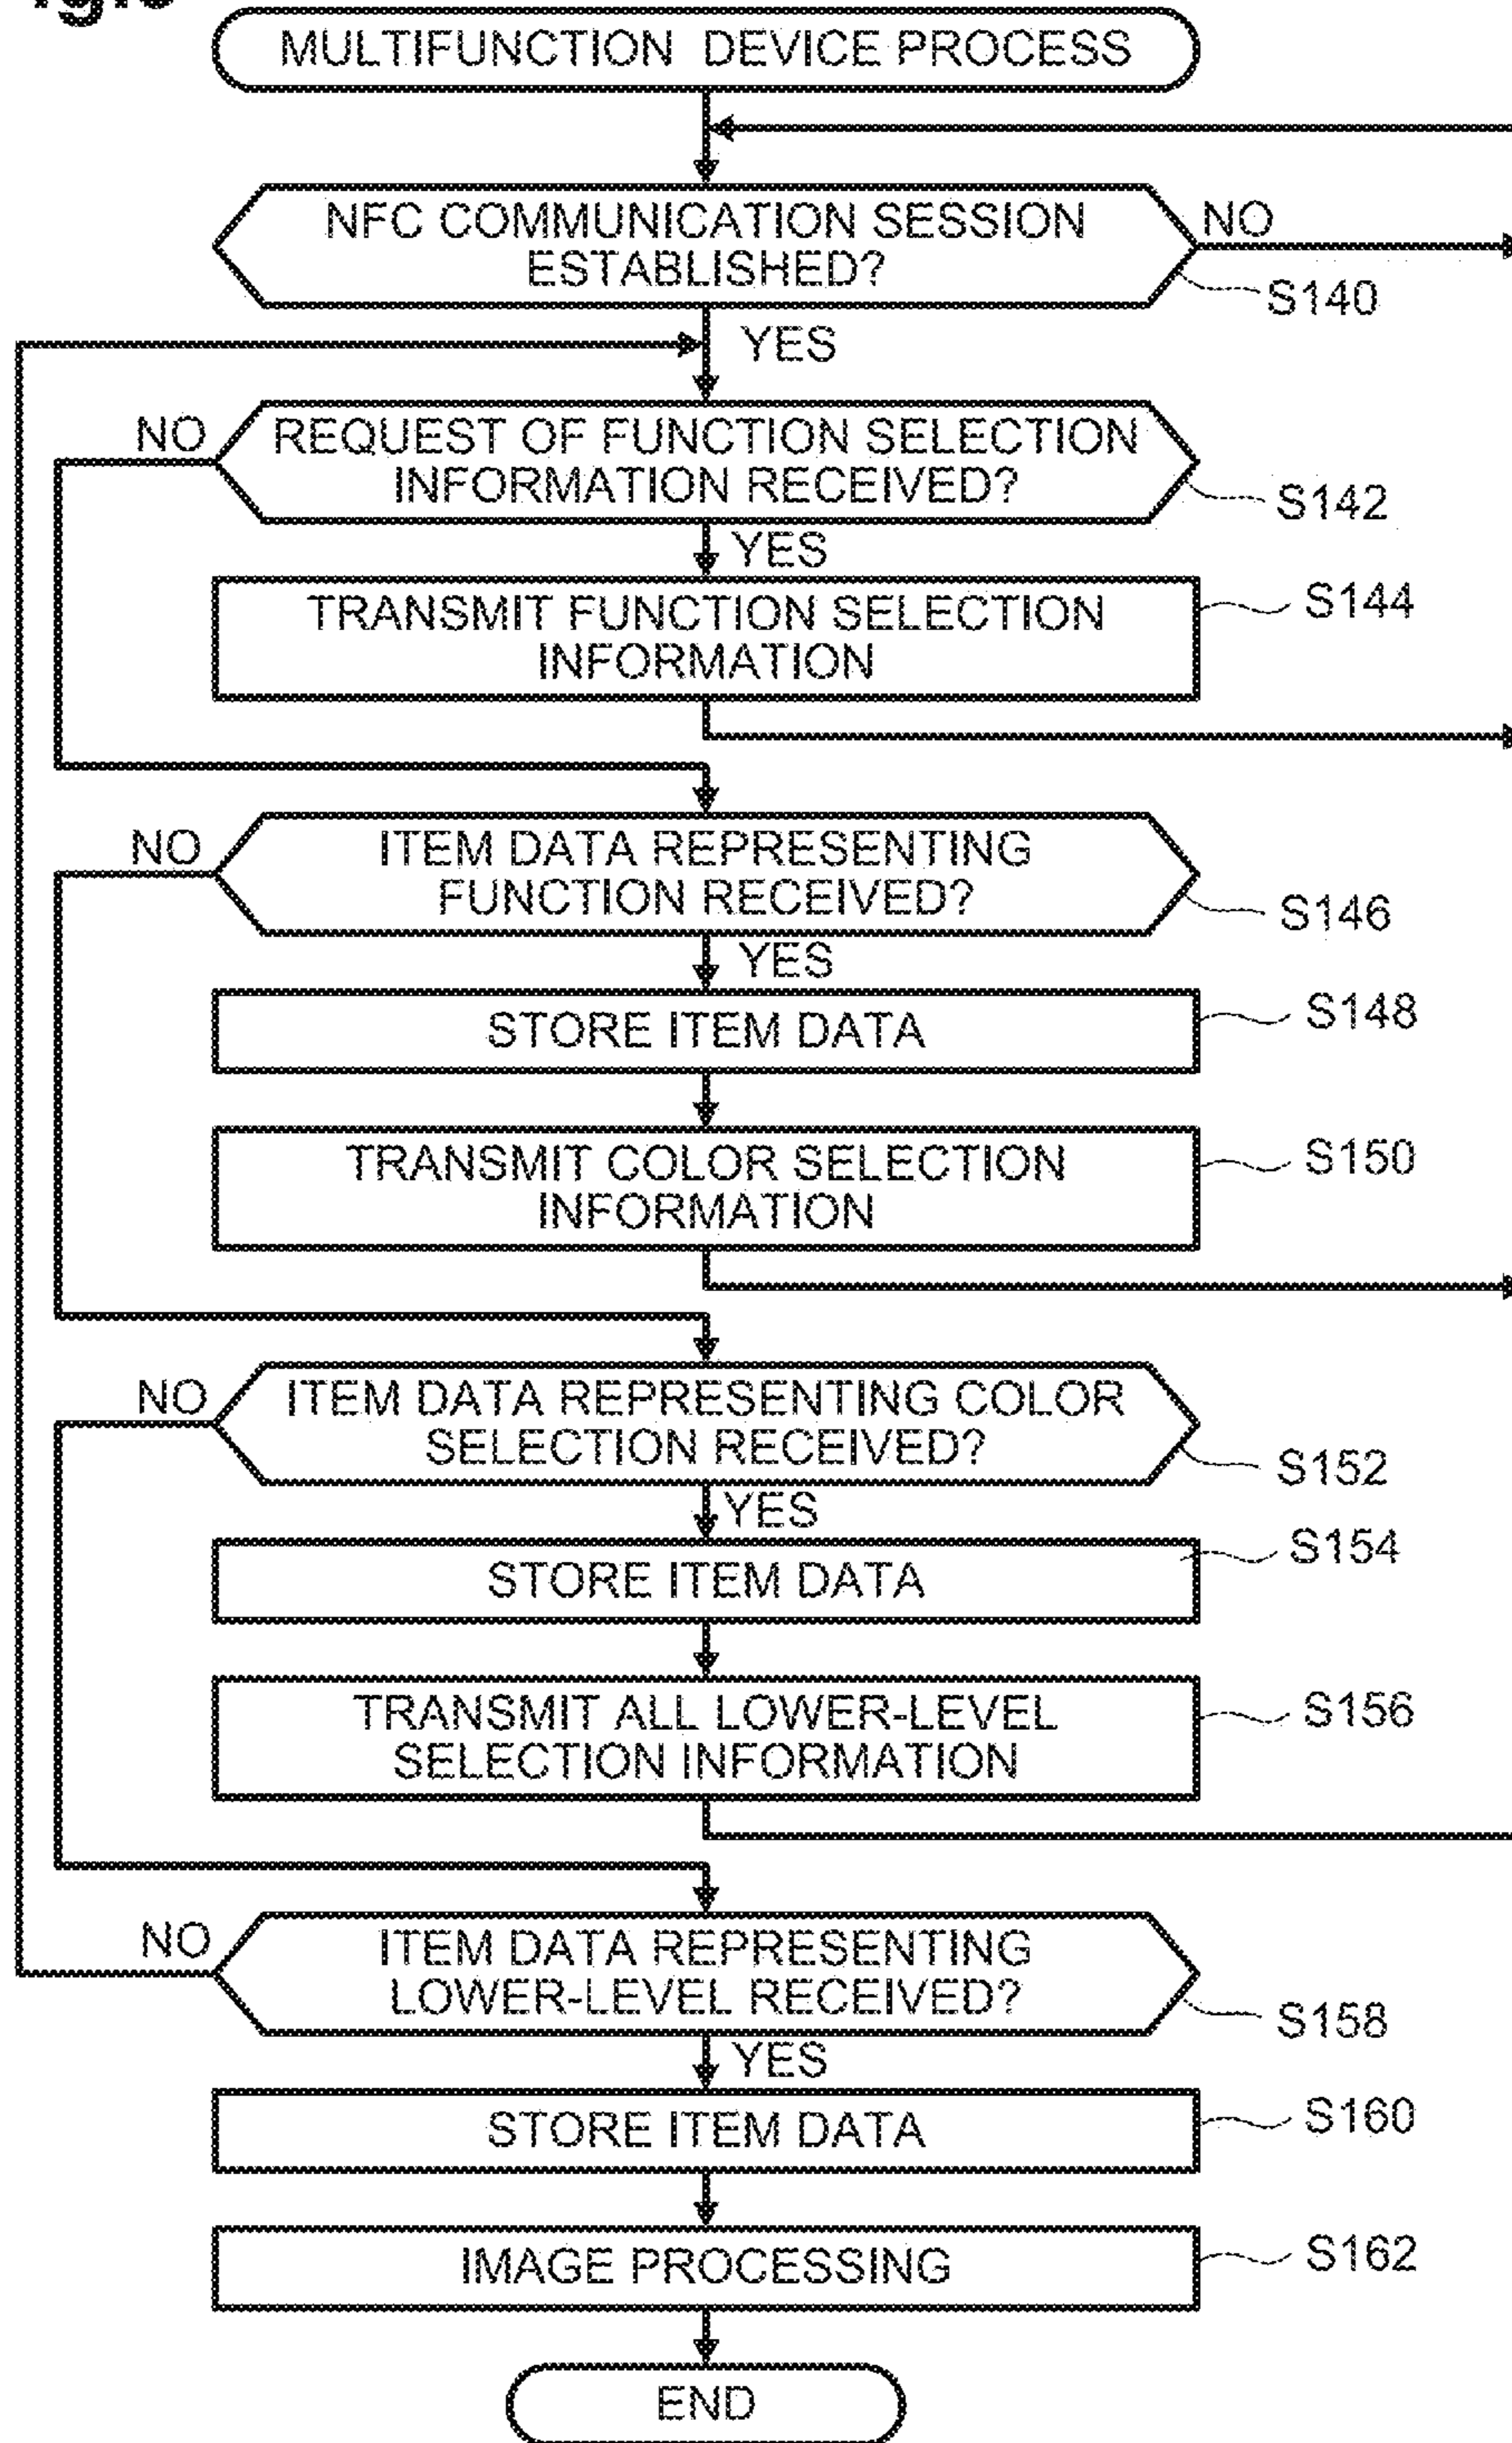 MULTIFUNCTION DEVICE PROCESS
NFC COMMUNICATION SESSION
ESTABLISHED?
NO
S140
YES
NO
REQUEST OF FUNCTION SELECTION
INFORMATION RECEIVED?
S142
YES
TRANSMIT FUNCTION SELECTION
INFORMATION
S144
NO
ITEM DATA REPRESENTING
FUNCTION RECEIVED?
S146
YES
STORE ITEM DATA
S148
TRANSMIT COLOR SELECTION
INFORMATION
S150
NO
ITEM DATA REPRESENTING COLOR
SELECTION RECEIVED?
S152
YES
STORE ITEM DATA
S154
TRANSMIT ALL LOWER-LEVEL
SELECTION INFORMATION
S156
NO
ITEM DATA REPRESENTING
LOWER-LEVEL RECEIVED?
S158
YES
STORE ITEM DATA
S160
IMAGE PROCESSING
S162
END